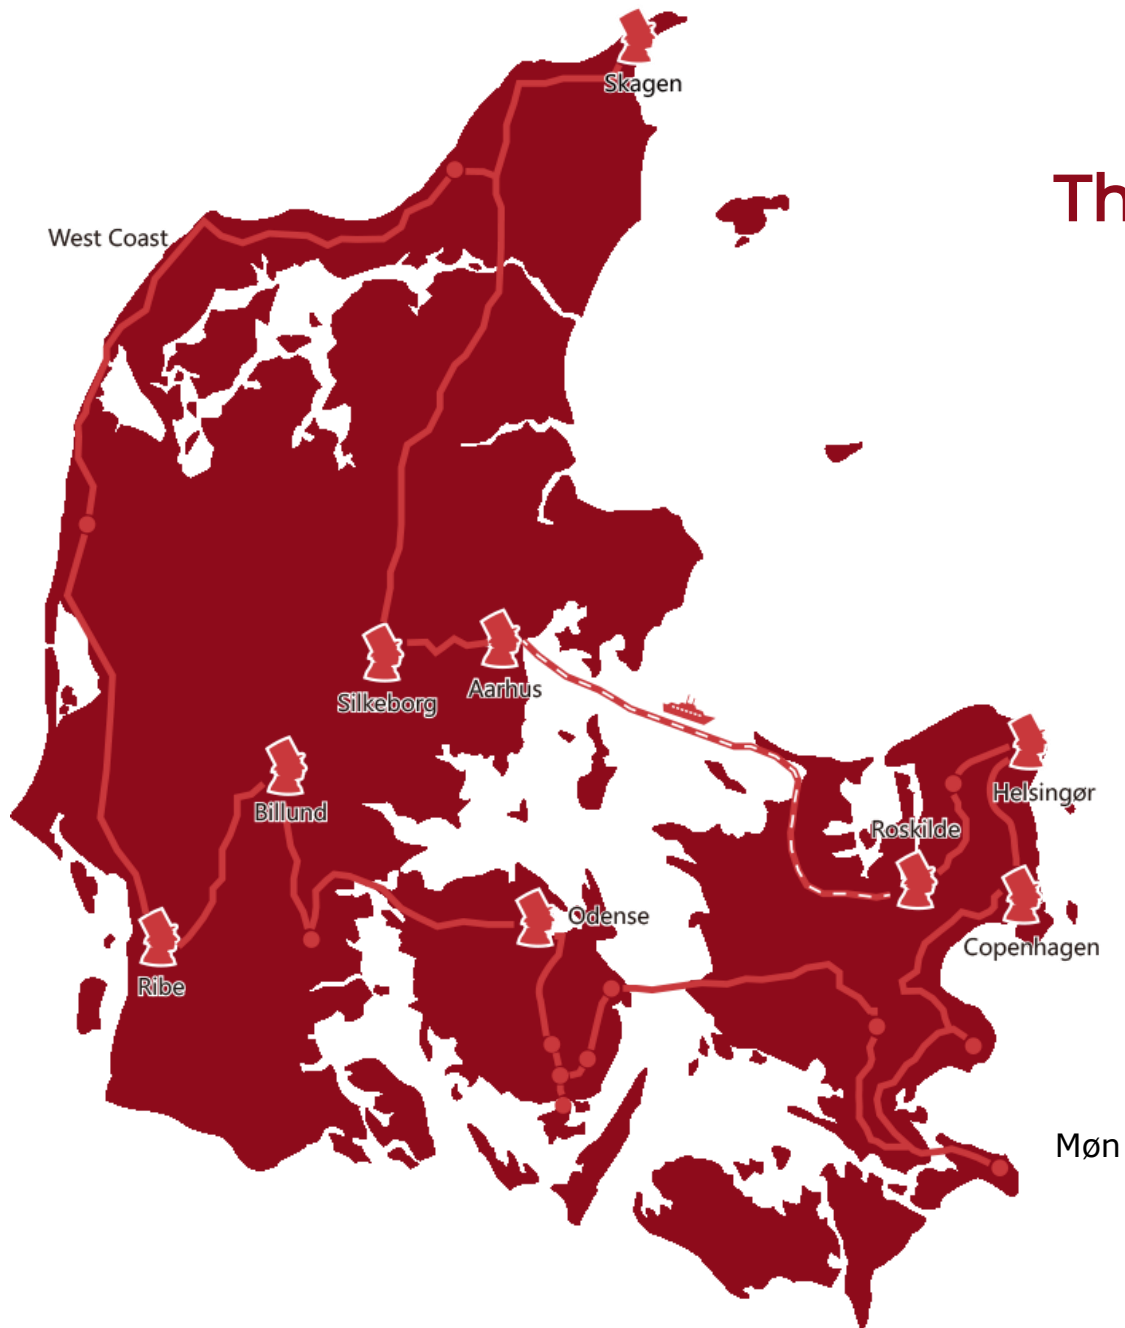 Skagen
Th
West Coast
Silkeborg
Aarhus
Billund
Helsingør
Roskilde
Odense
Copenhagen
Ribe
Møn